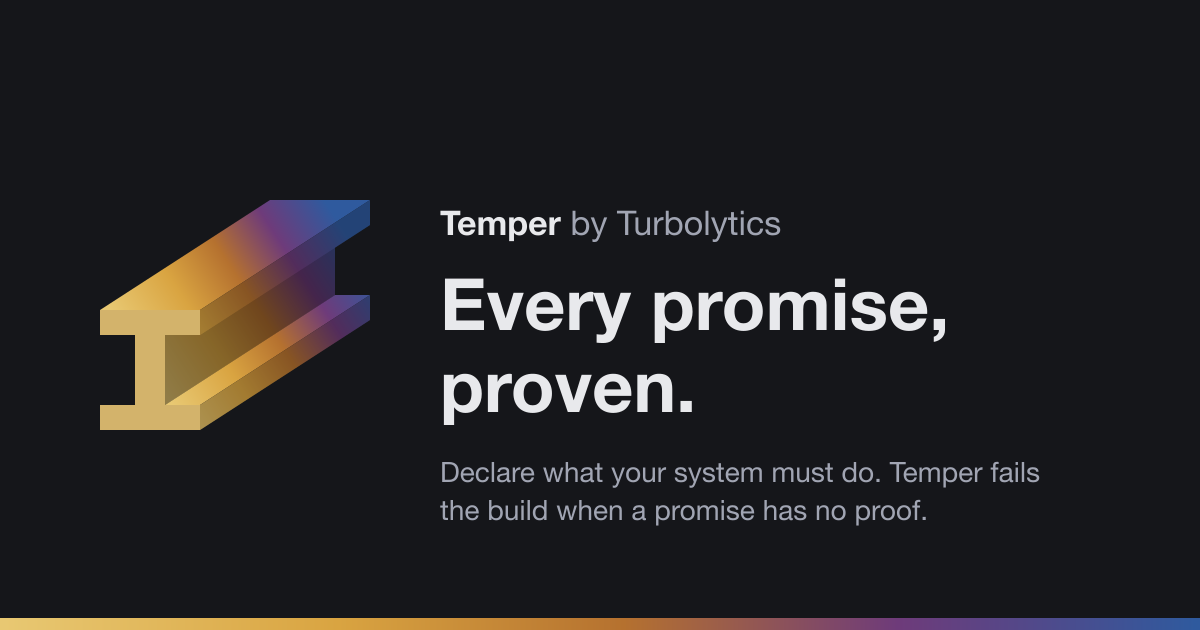 Temper by Turbolytics
Every promise,
proven.
Declare what your system must do. Temper fails
the build when a promise has no proof.